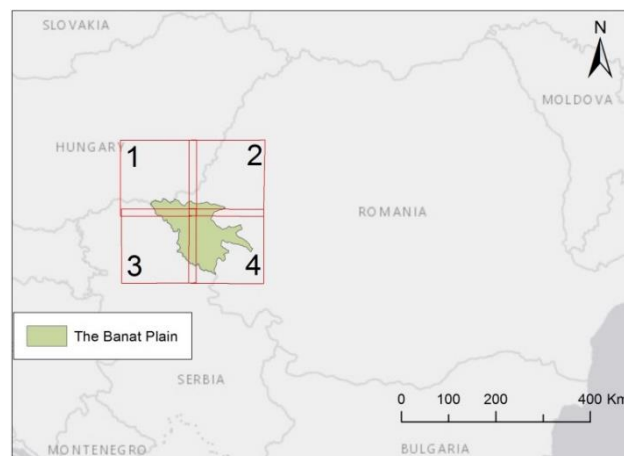 SLOVAKIA
N
MOLDOVA
HUNGARY
1
2
ROMANIA
3
4
The Banat Plain
SERBIA
0 100 200 400 Km
MONTENEGRO
BULGARIA